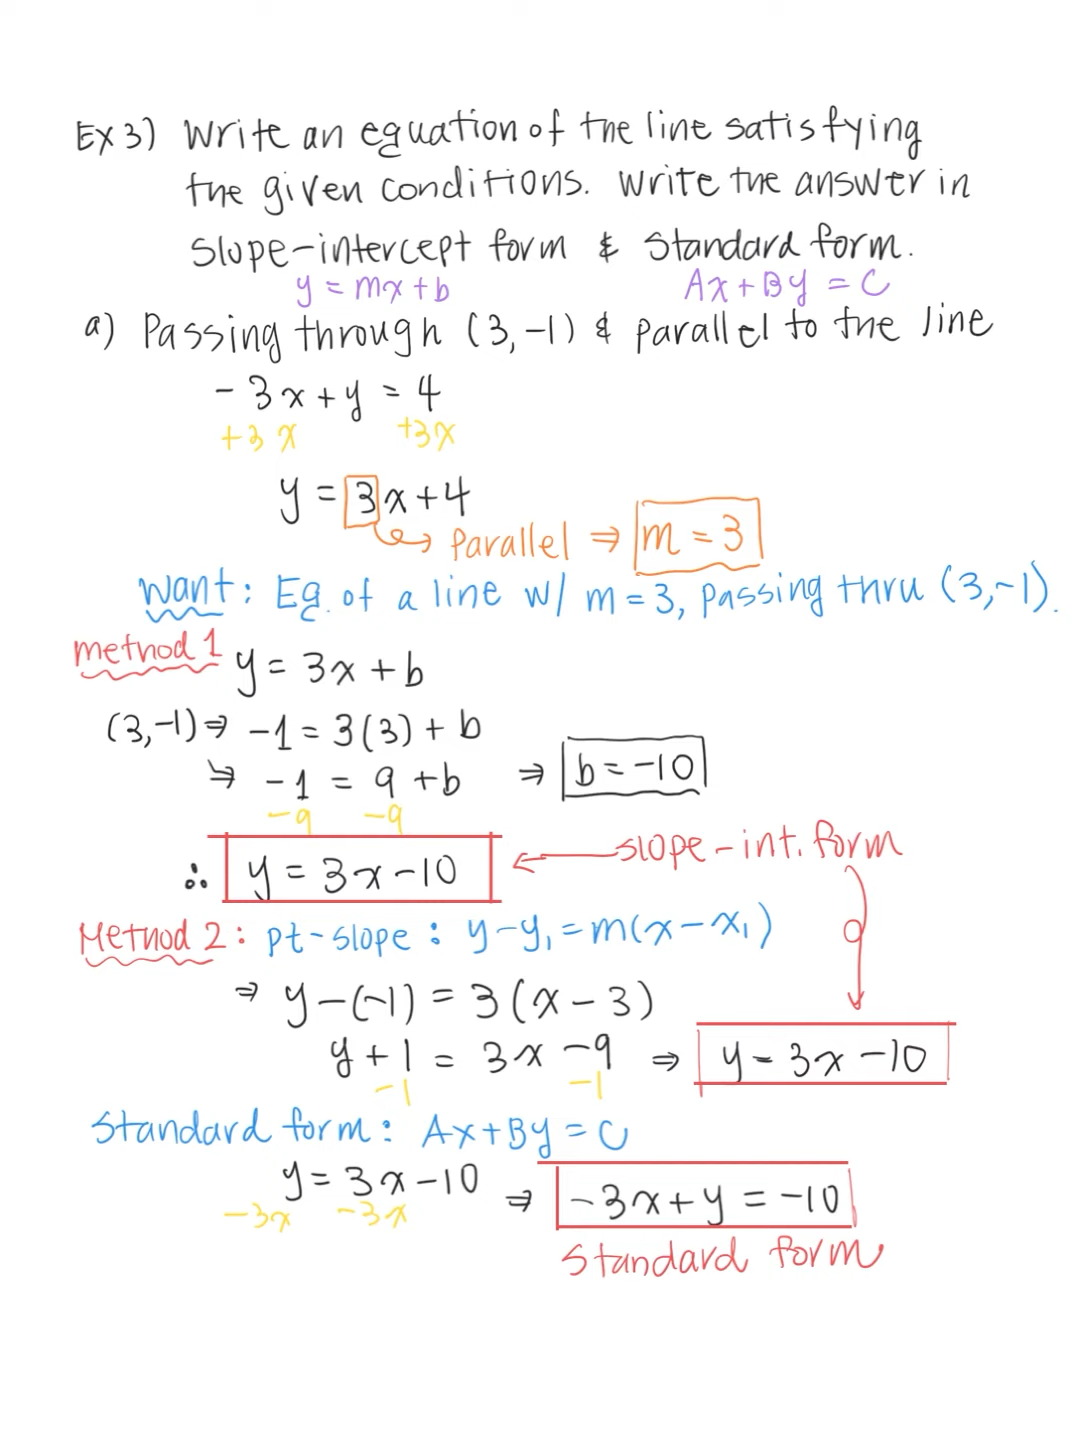 Ex 3) Write an equation of the line satisfying
the given conditions. Write the answer in
slope-intercept form & standard form.
y = mx + b Ax + By = C
a) Passing through (3, -1) & parallel to the line
- 3x + y = 4
+3x +3x
y = 3x + 4
Parallel ⇒ m = 3
Want: Eq. of a line w/ m = 3, passing thru (3, -1).
method 1 y = 3x + b
(3, -1) ⇒ -1 = 3(3) + b
⇒ -1 = 9 + b ⇒ b = -10
-9 -9
∴ y = 3x - 10 ← slope-int. form
Method 2: pt-slope: y - y₁ = m(x - x₁)
⇒ y - (-1) = 3(x - 3)
y + 1 = 3x - 9 ⇒ y = 3x - 10
-1 -1
Standard form: Ax + By = C
y = 3x - 10 ⇒ -3x + y = -10
-3x -3x
standard form